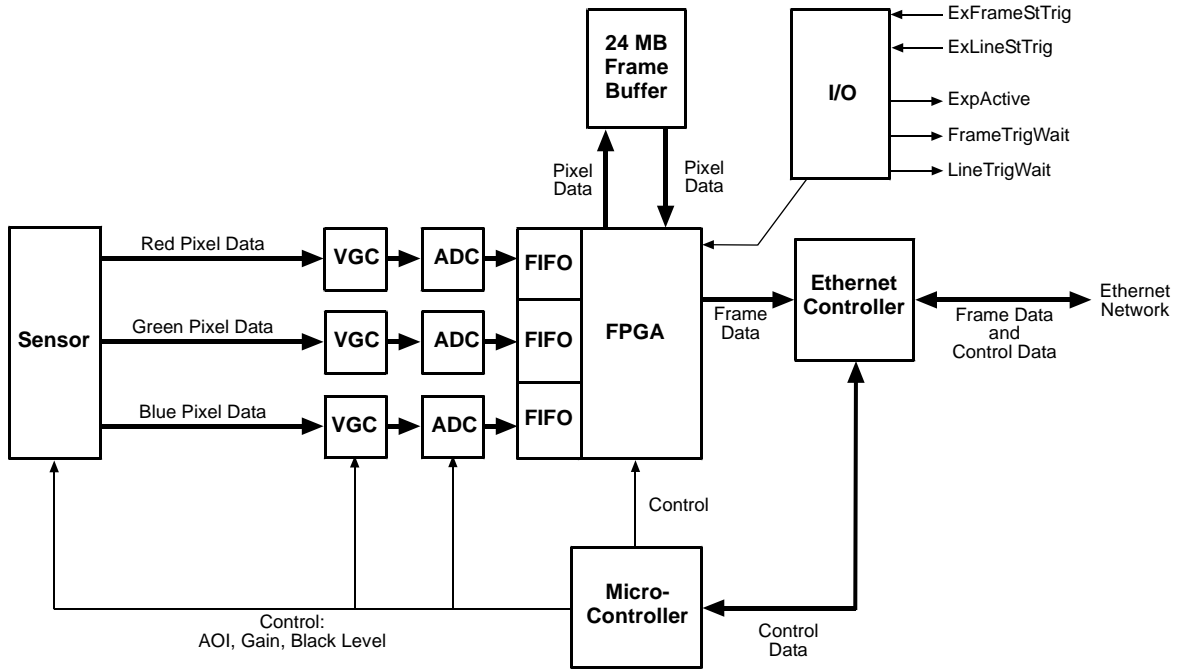 24 MB
Frame
Buffer
I/O
ExFrameStTrig
ExLineStTrig
ExpActive
FrameTrigWait
LineTrigWait
Pixel
Data
Pixel
Data
Sensor
Red Pixel Data
VGC
ADC
FIFO
Green Pixel Data
VGC
ADC
FIFO
Blue Pixel Data
VGC
ADC
FIFO
FPGA
Frame
Data
Ethernet
Controller
Frame Data
and
Control Data
Ethernet
Network
Control
Micro-
Controller
Control:
AOI, Gain, Black Level
Control
Data